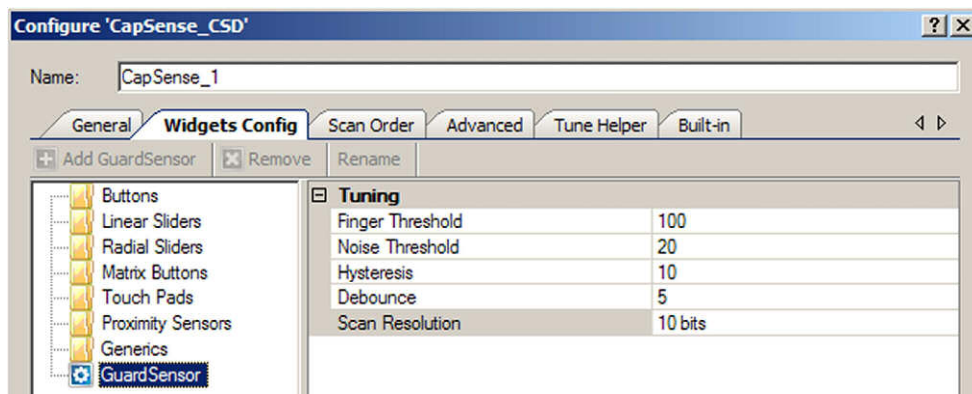 Configure 'CapSense_CSD'
Name: CapSense_1
General Widgets Config Scan Order Advanced Tune Helper Built-in
Add GuardSensor Remove Rename
Buttons
Linear Sliders
Radial Sliders
Matrix Buttons
Touch Pads
Proximity Sensors
Generics
GuardSensor
Tuning
Finger Threshold 100
Noise Threshold 20
Hysteresis 10
Debounce 5
Scan Resolution 10 bits